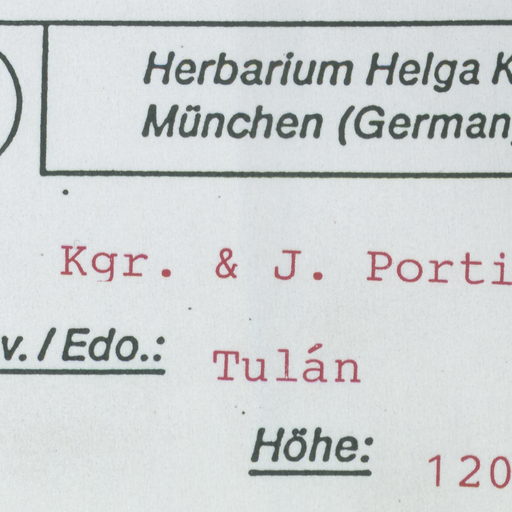 Herbarium Helga K
München (German
Kgr. & J. Porti
v. / Edo.: Tulán
Höhe: 120